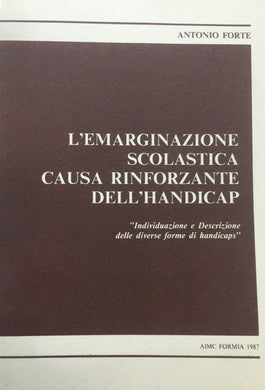 ANTONIO FORTE
L'EMARGINAZIONE
SCOLASTICA
CAUSA RINFORZANTE
DELL'HANDICAP
"Individuazione e Descrizione
delle diverse forme di handicaps"
AIMC FORMIA 1987